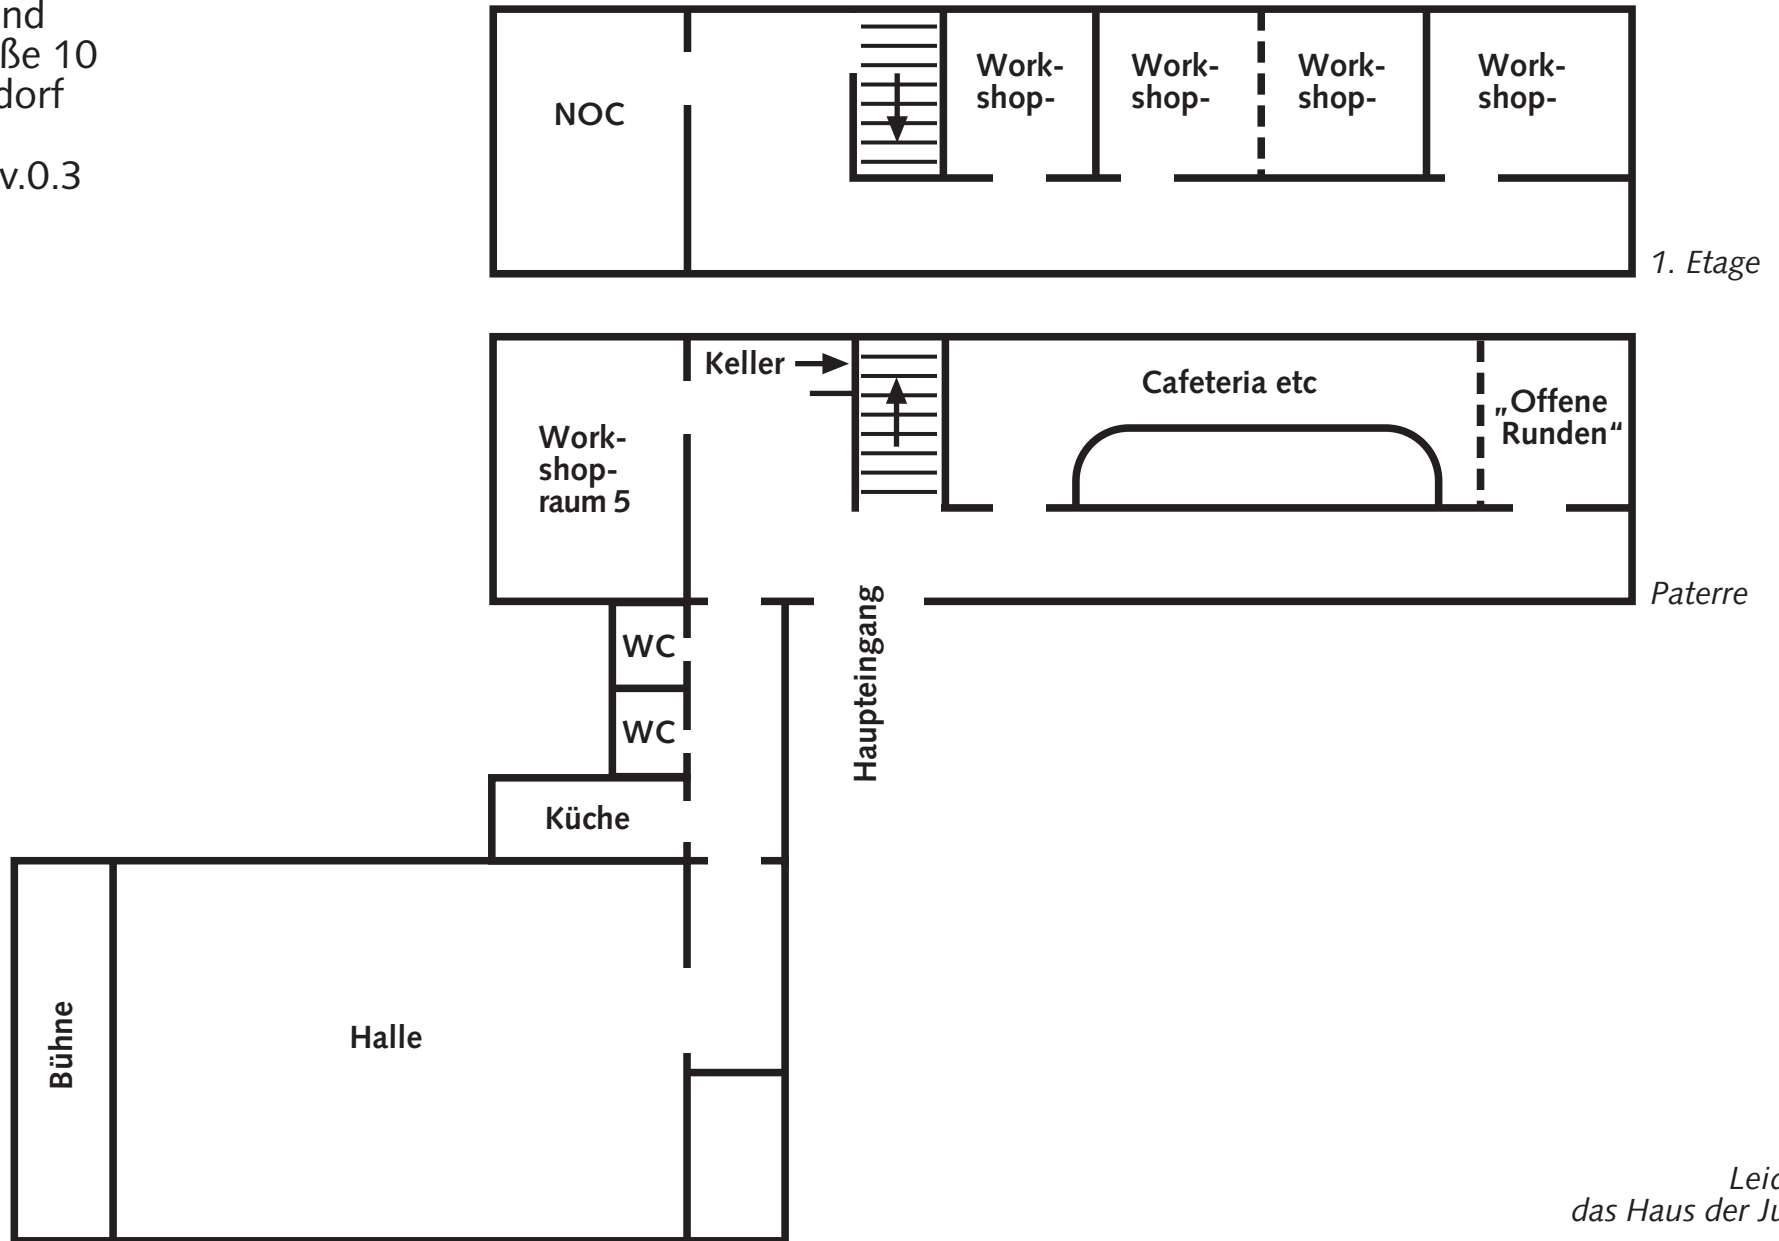 nd
ße 10
dorf
v.0.3
NOC
Work-
shop-
Work-
shop-
Work-
shop-
Work-
shop-
1. Etage
Keller
Cafeteria etc
„Offene
Runden“
Work-
shop-
raum 5
Paterre
Haupteingang
WC
WC
Küche
Bühne
Halle
Leid
das Haus der Ju